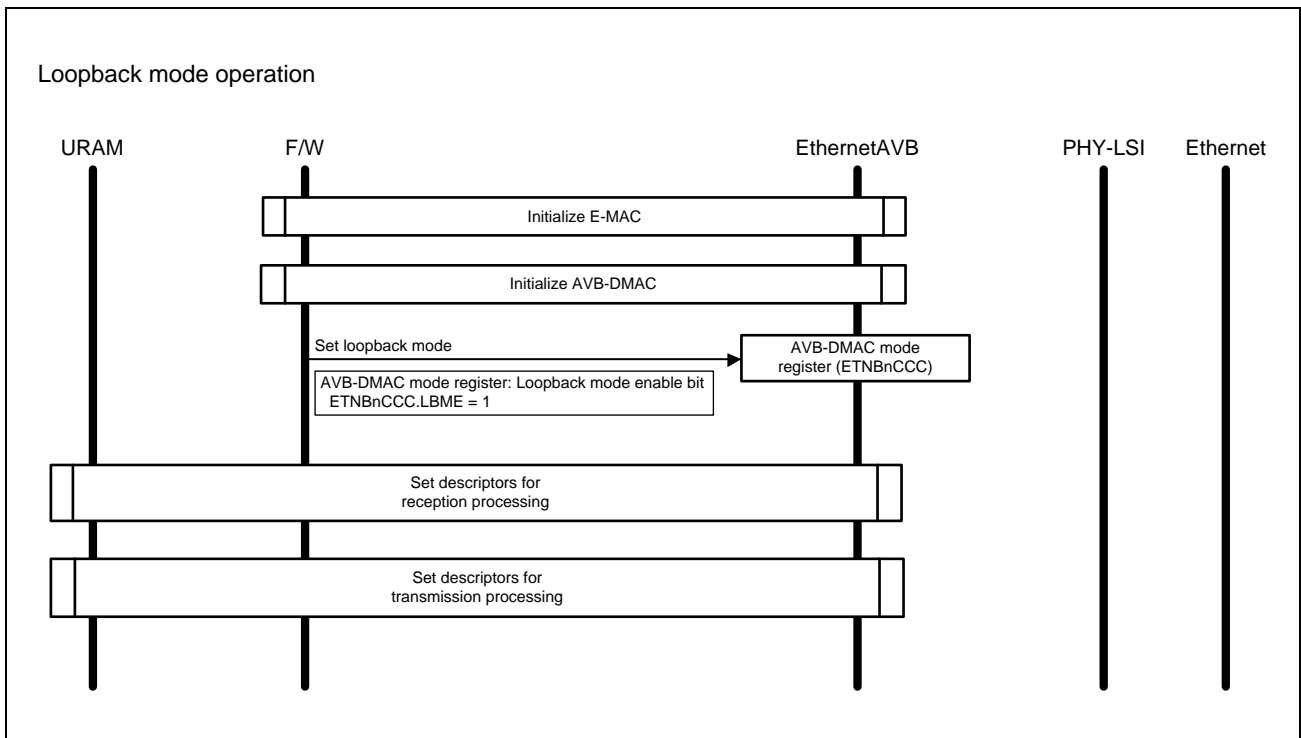 Loopback mode operation
URAM
F/W
EthernetAVB
PHY-LSI
Ethernet
Initialize E-MAC
Initialize AVB-DMAC
Set loopback mode
AVB-DMAC mode
register (ETNBnCCC)
AVB-DMAC mode register: Loopback mode enable bit
ETNBnCCC.LBME = 1
Set descriptors for
reception processing
Set descriptors for
transmission processing